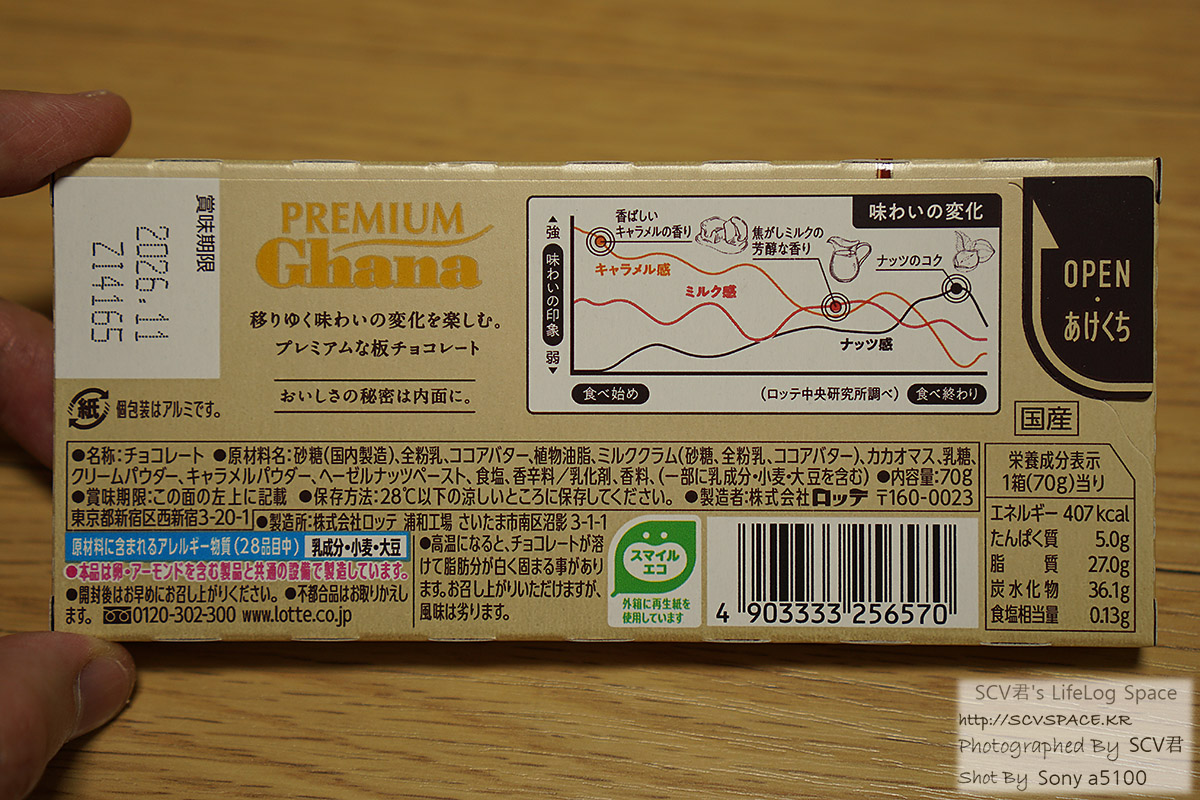 賞味期限
2026.11
Z14165
PREMIUM
Ghana
移りゆく味わいの変化を楽しむ。
プレミアムな板チョコレート
おいしさの秘密は内面に。
紙 個包装はアルミです。
味わいの変化
強
味わいの印象
弱
香ばしい
キャラメルの香り
焦がしミルクの
芳醇な香り
ナッツのコク
キャラメル感
ミルク感
ナッツ感
食べ始め
(ロッテ中央研究所調べ)
食べ終わり
OPEN
・
あけくち
国産
●名称:チョコレート ●原材料名:砂糖(国内製造)、全粉乳、ココアバター、植物油脂、ミルククラム(砂糖、全粉乳、ココアバター)、カカオマス、乳糖、
クリームパウダー、キャラメルパウダー、ヘーゼルナッツペースト、食塩、香辛料/乳化剤、香料、(一部に乳成分・小麦・大豆を含む) ●内容量:70g
●賞味期限:この面の左上に記載 ●保存方法:28℃以下の涼しいところに保存してください。 ●製造者:株式会社ロッテ 〒160-0023
東京都新宿区西新宿3-20-1 ●製造所:株式会社ロッテ 浦和工場 さいたま市南区沼影 3-1-1
原材料に含まれるアレルギー物質(28品目中) 乳成分・小麦・大豆
●本品は卵・アーモンドを含む製品と共通の設備で製造しています。
●開封後はお早めにお召し上がりください。 ●不都合品はお取りかえし
ます。 0120-302-300 www.lotte.co.jp
●高温になると、チョコレートが溶
けて脂肪分が白く固まる事があり
ます。お召し上がりいただけますが、
風味は劣ります。
スマイル
エコ
外箱に再生紙を
使用しています
4 903333 256570
栄養成分表示
1箱(70g)当り
エネルギー 407kcal
たんぱく質 5.0g
脂質 27.0g
炭水化物 36.1g
食塩相当量 0.13g
SCV君's LifeLog Space
http://SCVSPACE.KR
Photographed By SCV君
Shot By Sony a5100